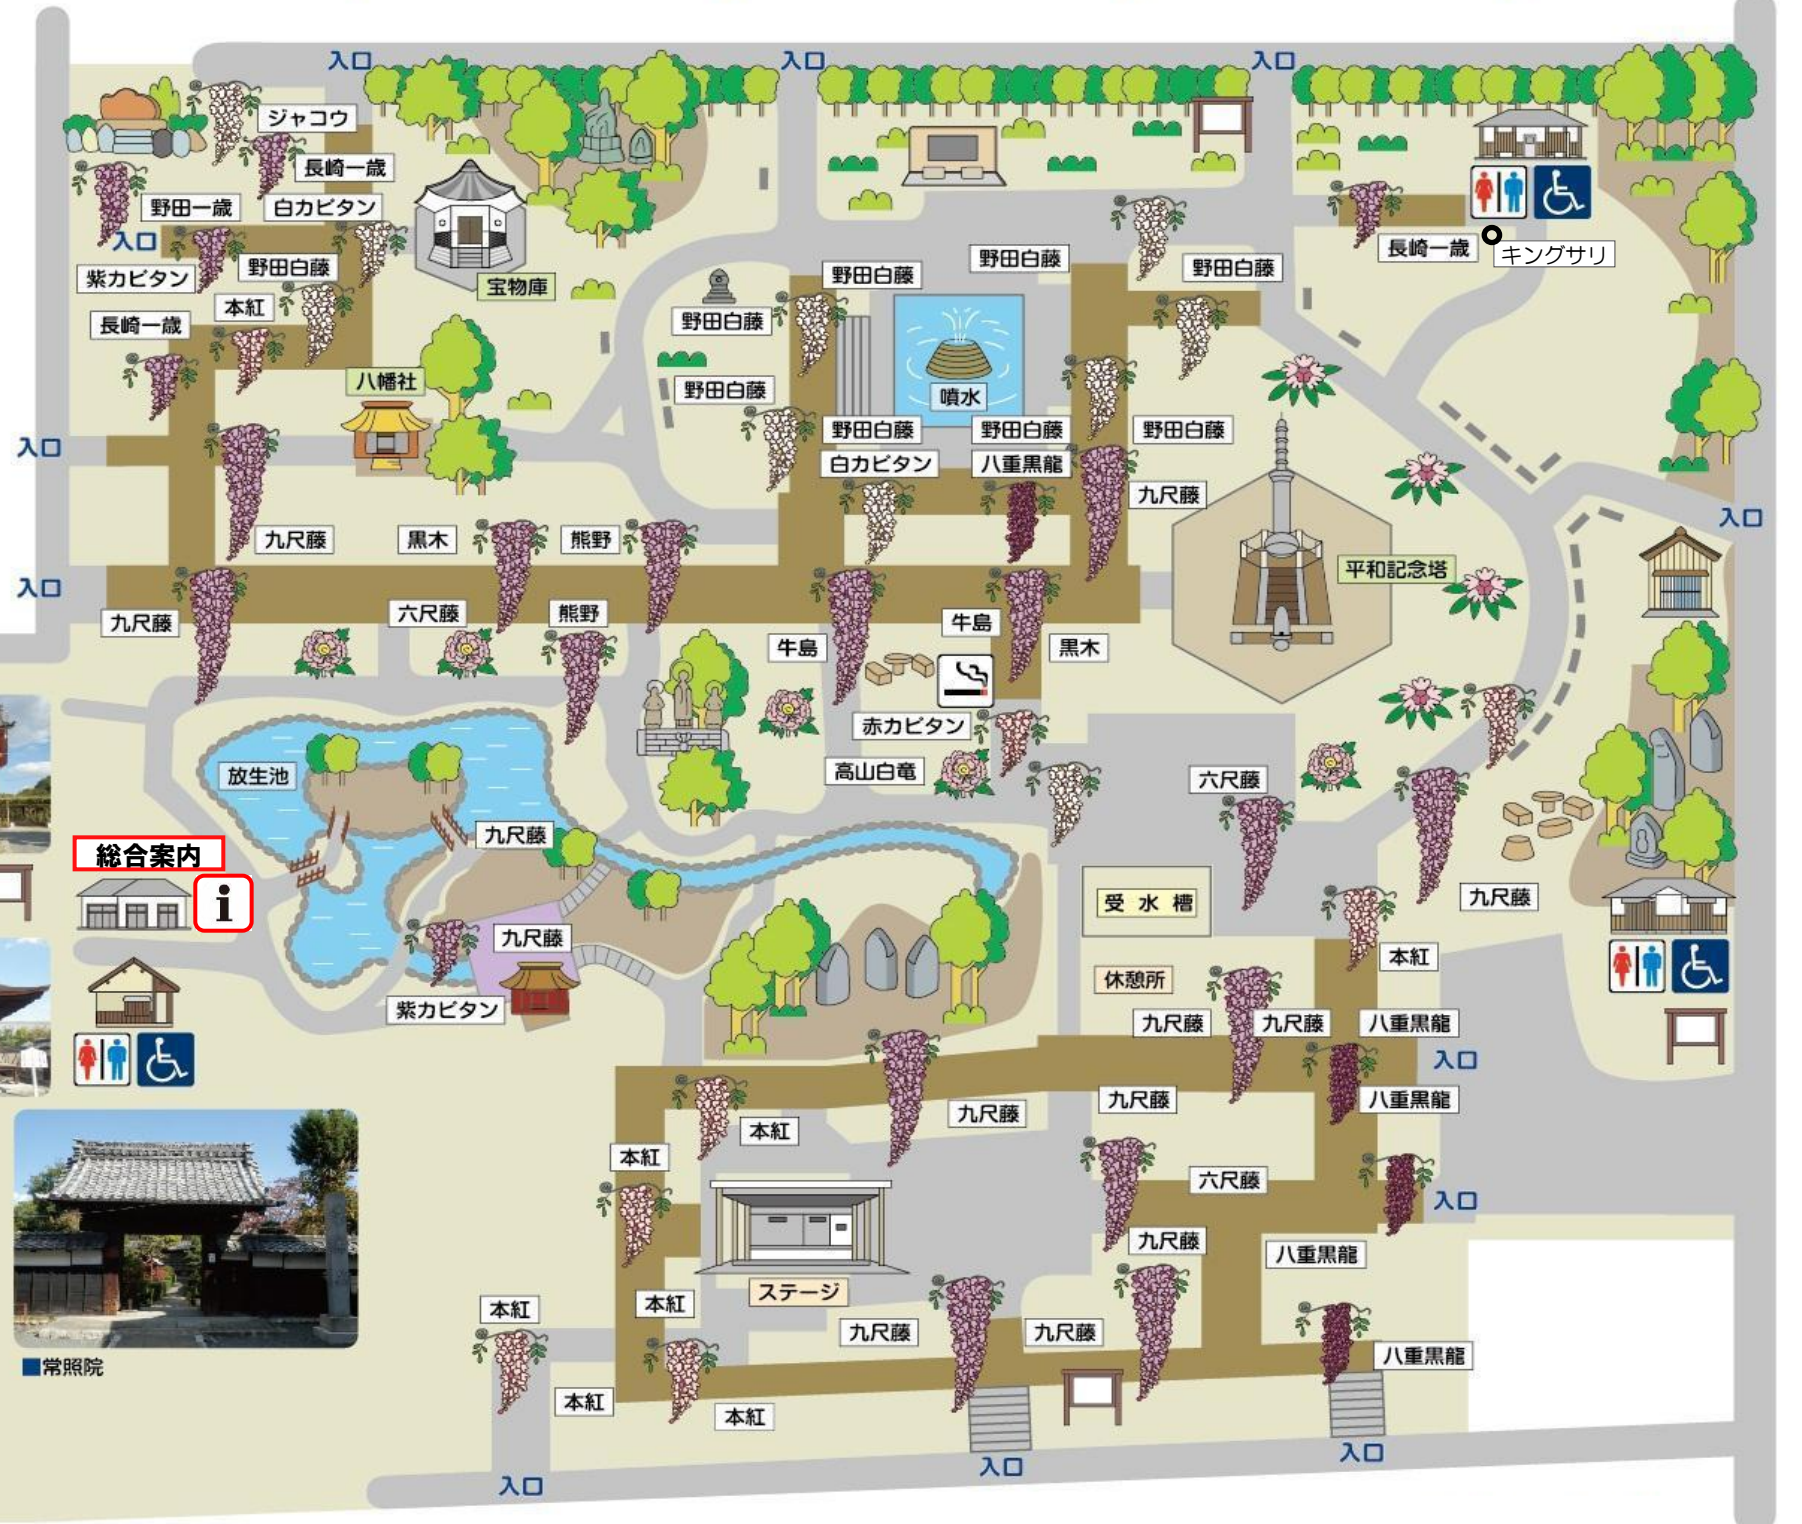 入口
入口
入口
ジャコウ
長崎一歳
野田一歳
白カピタン
入口
紫カピタン
野田白藤
本紅
長崎一歳
宝物庫
八幡社
入口
九尺藤
黒木
熊野
入口
九尺藤
六尺藤
熊野
野田白藤
野田白藤
野田白藤
野田白藤
野田白藤
噴水
野田白藤
野田白藤
野田白藤
白カピタン
八重黒龍
九尺藤
長崎一歳
キングサリ
入口
平和記念塔
牛島
牛島
黒木
赤カピタン
高山白竜
六尺藤
九尺藤
放生池
九尺藤
総合案内
i
九尺藤
紫カピタン
受水槽
休憩所
本紅
九尺藤
九尺藤
八重黒龍
入口
九尺藤
九尺藤
八重黒龍
本紅
本紅
六尺藤
入口
九尺藤
八重黒龍
ステージ
本紅
本紅
九尺藤
九尺藤
八重黒龍
本紅
本紅
■常照院
入口
入口
入口